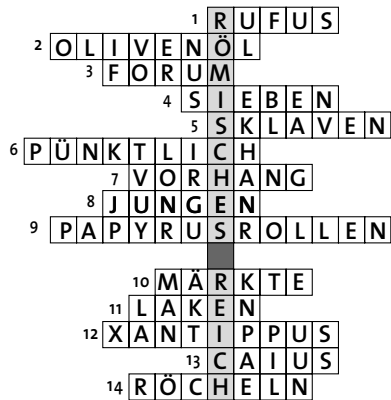 1 RUFUS
2 OLIVENÖL
3 FORUM
4 SIEBEN
5 SKLAVEN
6 PÜNKTLICH
7 VORHANG
8 JUNGEN
9 PAPYRUSROLLEN
10 MÄRKTE
11 LAKEN
12 XANTIPPUS
13 CAIUS
14 RÖCHELN